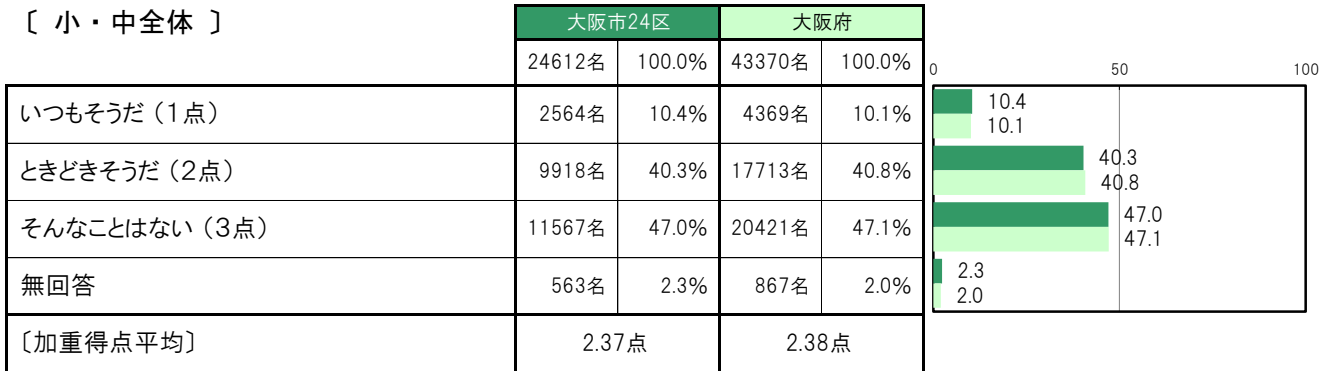 〔 小・中全体 〕
大阪市24区 大阪府
24612名 100.0% 43370名 100.0%
0 50 100
いつもそうだ（1点） 2564名 10.4% 4369名 10.1%
10.4
10.1
ときどきそうだ（2点） 9918名 40.3% 17713名 40.8%
40.3
40.8
そんなことはない（3点） 11567名 47.0% 20421名 47.1%
47.0
47.1
無回答 563名 2.3% 867名 2.0%
2.3
2.0
〔加重得点平均〕 2.37点 2.38点